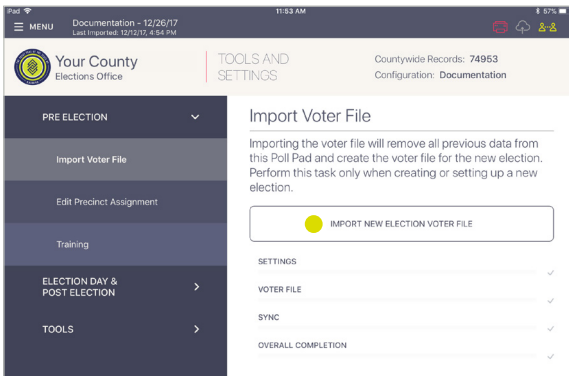 iPad 11:53 AM 57%
MENU Documentation - 12/26/17
Last Imported: 12/12/17, 4:54 PM
Your County
Elections Office
TOOLS AND
SETTINGS
Countywide Records: 74953
Configuration: Documentation
PRE ELECTION
Import Voter File
Edit Precinct Assignment
Training
ELECTION DAY &
POST ELECTION
TOOLS
Import Voter File
Importing the voter file will remove all previous data from
this Poll Pad and create the voter file for the new election.
Perform this task only when creating or setting up a new
election.
IMPORT NEW ELECTION VOTER FILE
SETTINGS
VOTER FILE
SYNC
OVERALL COMPLETION